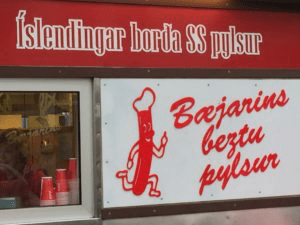 Íslendingar borða SS pylsur
Bæjarins
beztu
pylsur